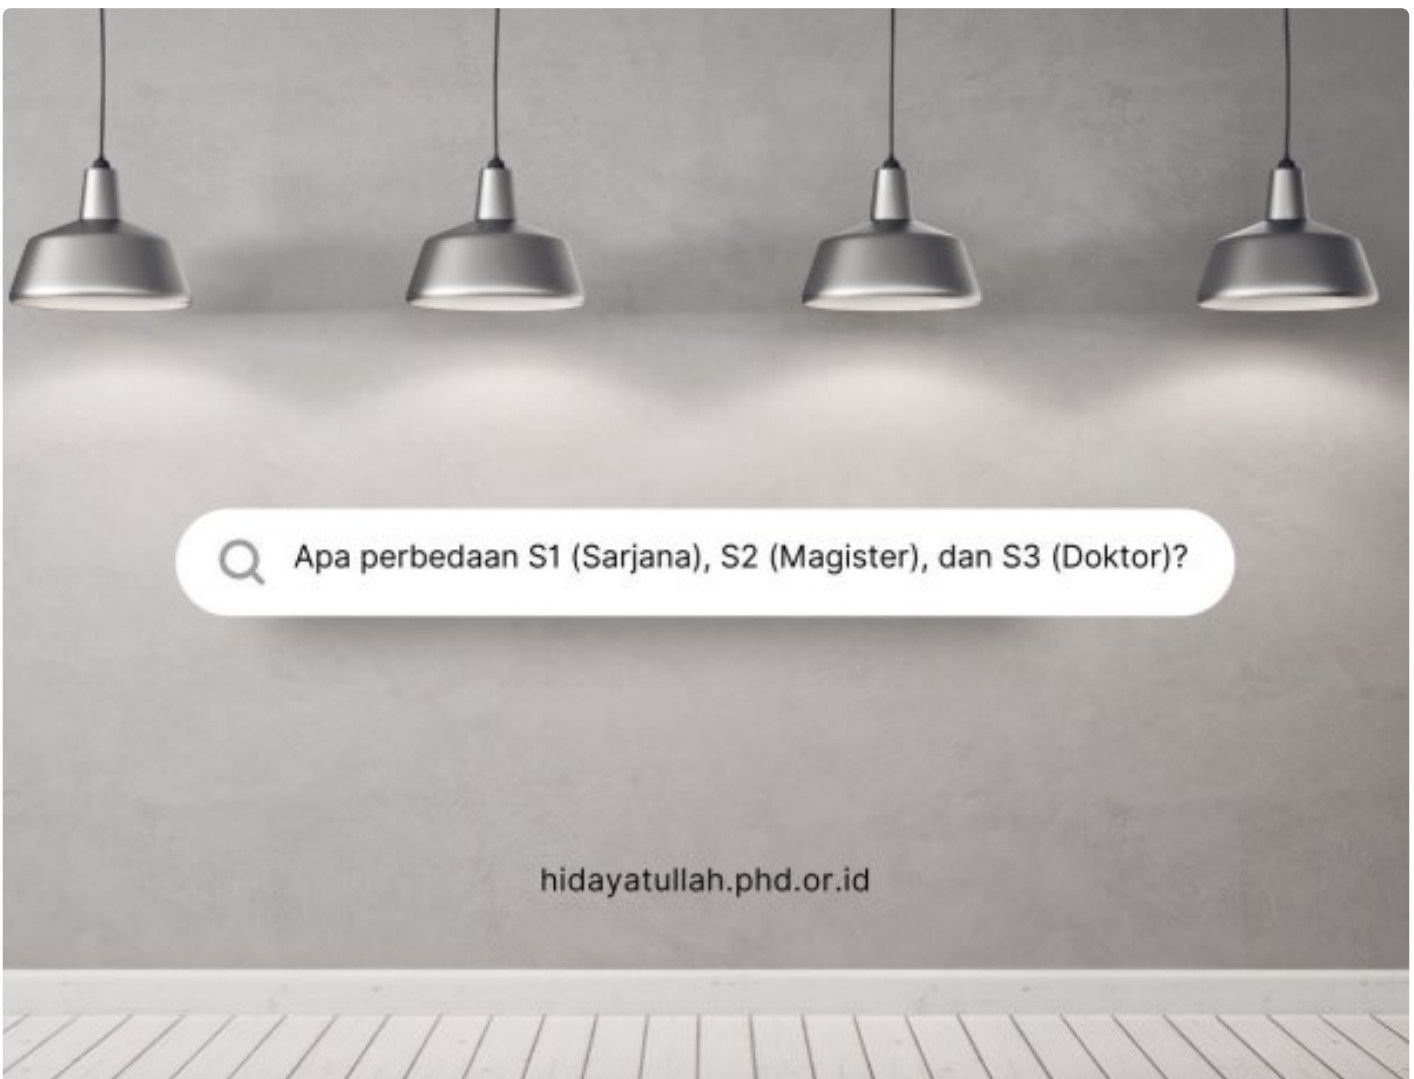 Apa perbedaan S1 (Sarjana), S2 (Magister), dan S3 (Doktor)?
hidayatullah.phd.or.id